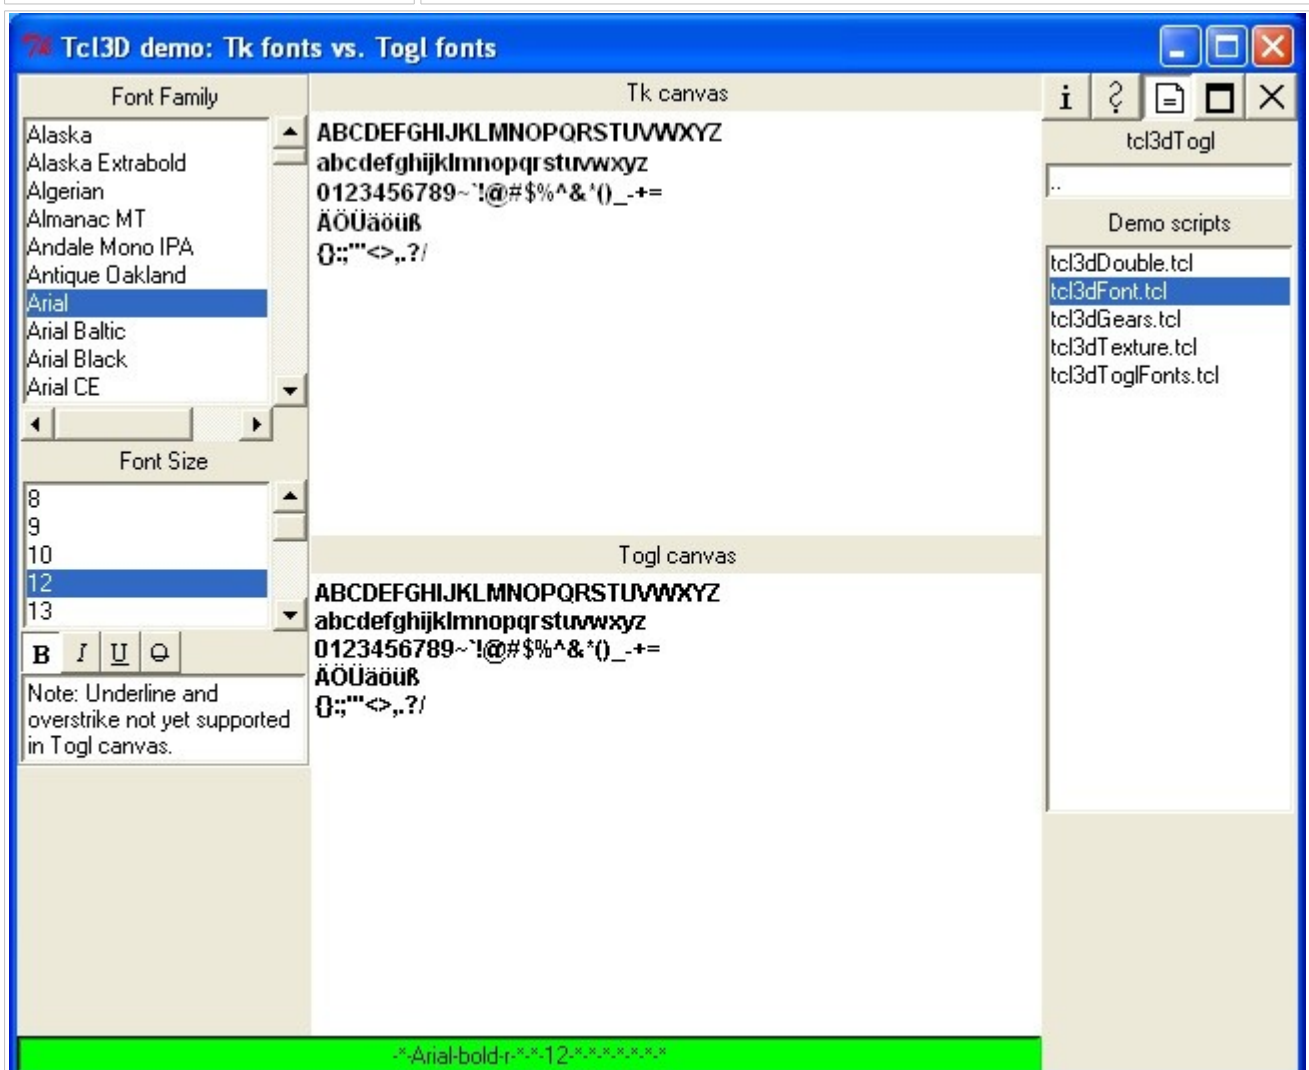 Tcl3D demo: Tk fonts vs. Togl fonts
Font Family
Alaska
Alaska Extrabold
Algerian
Almanac MT
Andale Mono IPA
Antique Oakland
Arial
Arial Baltic
Arial Black
Arial CE
Font Size
8
9
10
12
13
B I U O
Note: Underline and
overstrike not yet supported
in Togl canvas.
Tk canvas
ABCDEFGHIJKLMNOPQRSTUVWXYZ
abcdefghijklmnopqrstuvwxyz
0123456789~`!@#$%^&*()_-+=
ÄÖÜäöüß
{}:;"'<>,.?/
Togl canvas
ABCDEFGHIJKLMNOPQRSTUVWXYZ
abcdefghijklmnopqrstuvwxyz
0123456789~`!@#$%^&*()_-+=
ÄÖÜäöüß
{}:;"'<>,.?/
-*-Arial-bold-r-*-*-12-*-*-*-*-*-*
i ?
tcl3dTogl
..
Demo scripts
tcl3dDouble.tcl
tcl3dFont.tcl
tcl3dGears.tcl
tcl3dTexture.tcl
tcl3dToglFonts.tcl